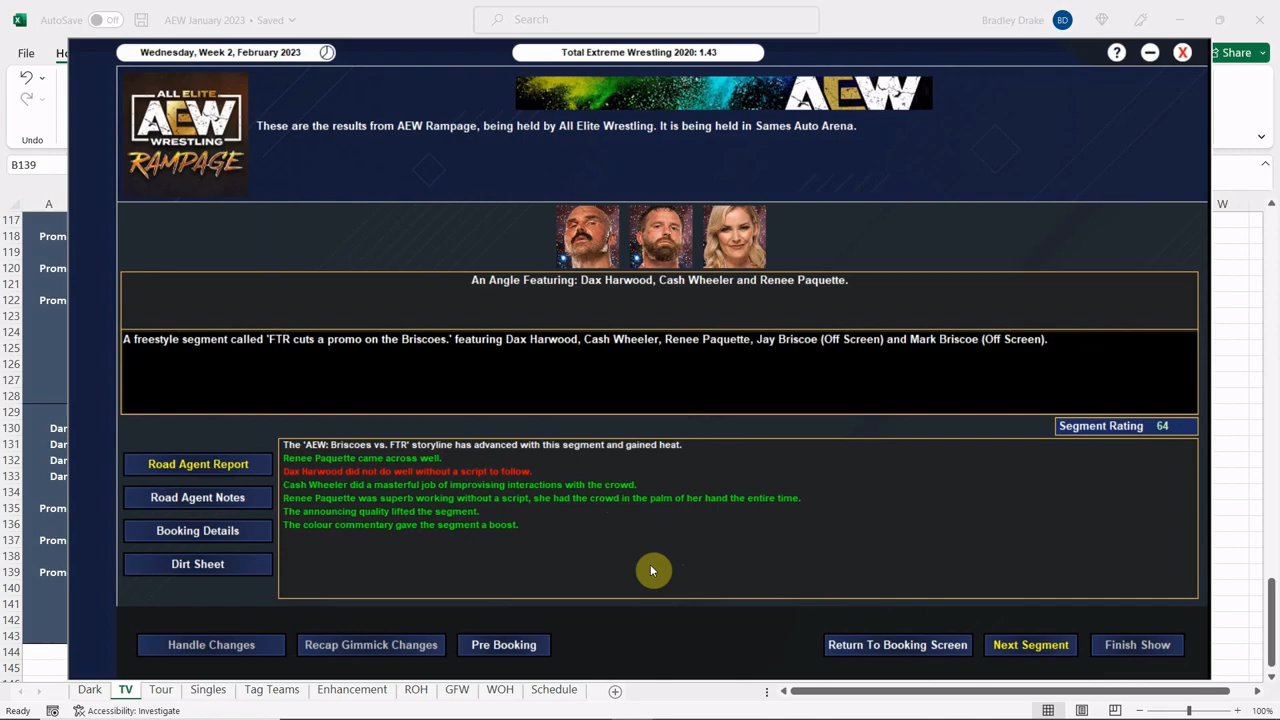 AutoSave Off
AEW January 2023 • Saved
Search
Bradley Drake BD
File
Share
Undo
B139
A
W
117
118 Prom
119
120 Prom
121
122 Prom
123
124
125
126
127
128
129
130 Dar
131 Dar
132 Dar
133 Dar
134
135 Prom
136
137 Prom
138
139 Prom
140
141
142
143
144
145
Wednesday, Week 2, February 2023
Total Extreme Wrestling 2020: 1.43
?
X
ALL ELITE
AEW
WRESTLING
RAMPAGE
AEW
These are the results from AEW Rampage, being held by All Elite Wrestling. It is being held in Sames Auto Arena.
An Angle Featuring: Dax Harwood, Cash Wheeler and Renee Paquette.
A freestyle segment called 'FTR cuts a promo on the Briscoes.' featuring Dax Harwood, Cash Wheeler, Renee Paquette, Jay Briscoe (Off Screen) and Mark Briscoe (Off Screen).
Segment Rating 64
Road Agent Report
Road Agent Notes
Booking Details
Dirt Sheet
The 'AEW: Briscoes vs. FTR' storyline has advanced with this segment and gained heat.
Renee Paquette came across well.
Dax Harwood did not do well without a script to follow.
Cash Wheeler did a masterful job of improvising interactions with the crowd.
Renee Paquette was superb working without a script, she had the crowd in the palm of her hand the entire time.
The announcing quality lifted the segment.
The colour commentary gave the segment a boost.
Handle Changes
Recap Gimmick Changes
Pre Booking
Return To Booking Screen
Next Segment
Finish Show
Dark TV Tour Singles Tag Teams Enhancement ROH GFW WOH Schedule
Ready
Accessibility: Investigate
100%